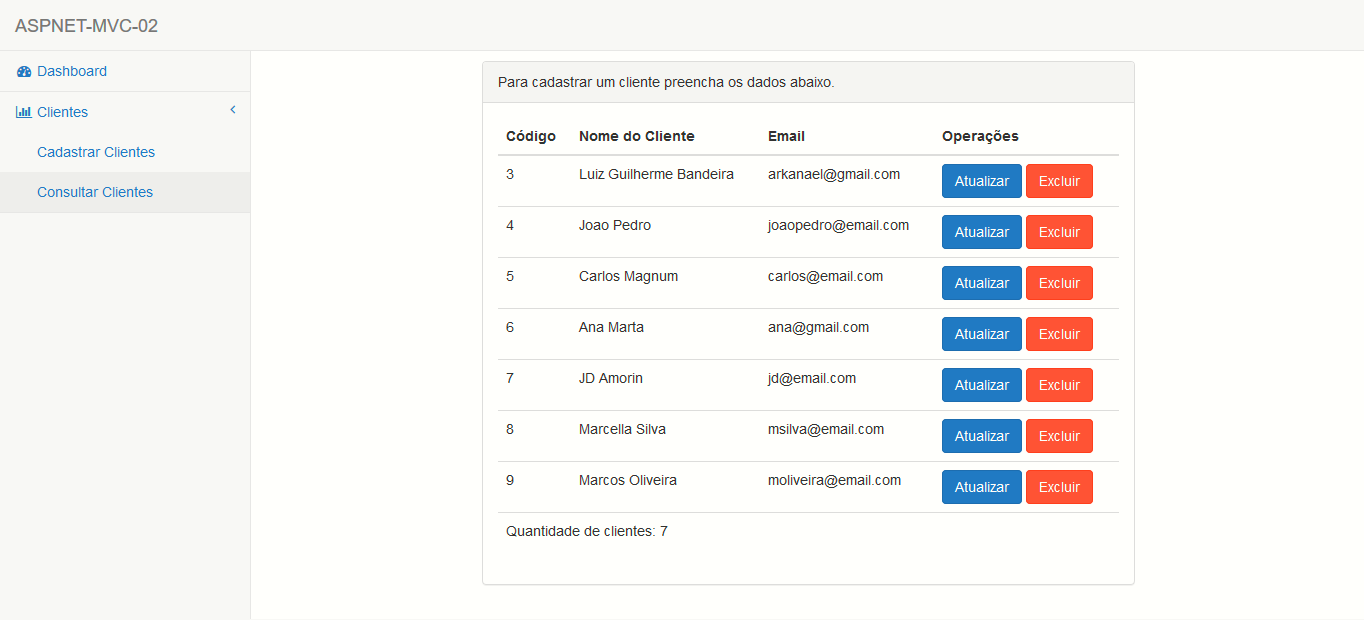 ASPNET-MVC-02
Dashboard
Clientes
Cadastrar Clientes
Consultar Clientes
Para cadastrar um cliente preencha os dados abaixo.
Código Nome do Cliente Email Operações
3 Luiz Guilherme Bandeira arkanael@gmail.com Atualizar Excluir
4 Joao Pedro joaopedro@email.com Atualizar Excluir
5 Carlos Magnum carlos@email.com Atualizar Excluir
6 Ana Marta ana@gmail.com Atualizar Excluir
7 JD Amorin jd@email.com Atualizar Excluir
8 Marcella Silva msilva@email.com Atualizar Excluir
9 Marcos Oliveira moliveira@email.com Atualizar Excluir
Quantidade de clientes: 7